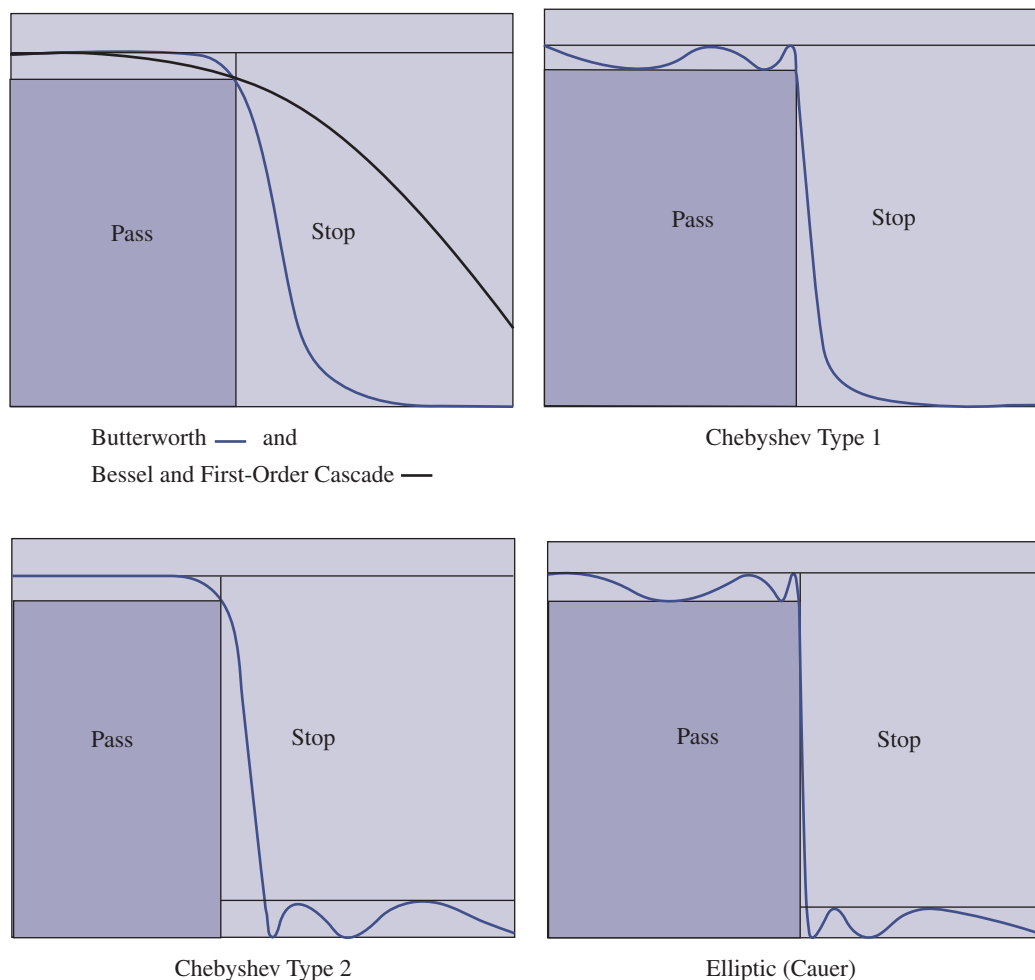 Pass
Stop
Pass
Stop
Butterworth — and
Bessel and First-Order Cascade —
Chebyshev Type 1
Pass
Stop
Pass
Stop
Chebyshev Type 2
Elliptic (Cauer)